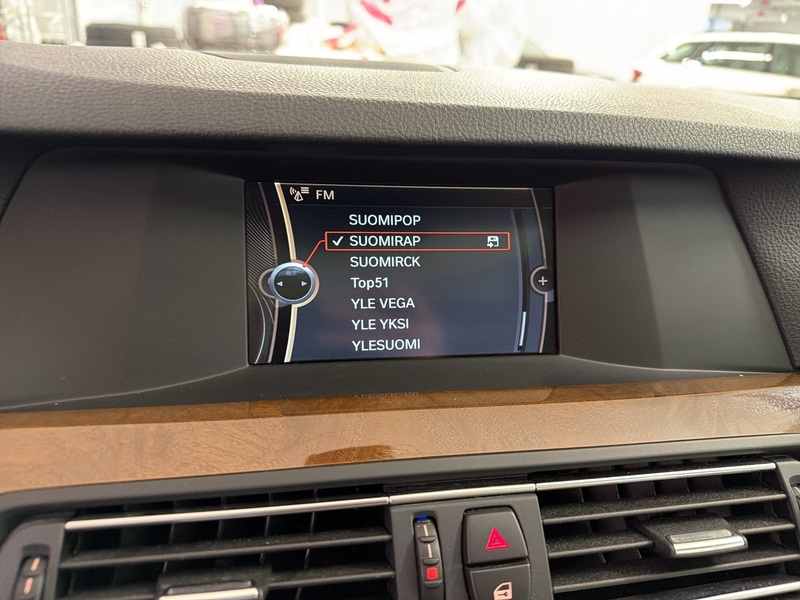 FM
SUOMIPOP
SUOMIRAP
SUOMIRCK
Top51
YLE VEGA
YLE YKSI
YLESUOMI